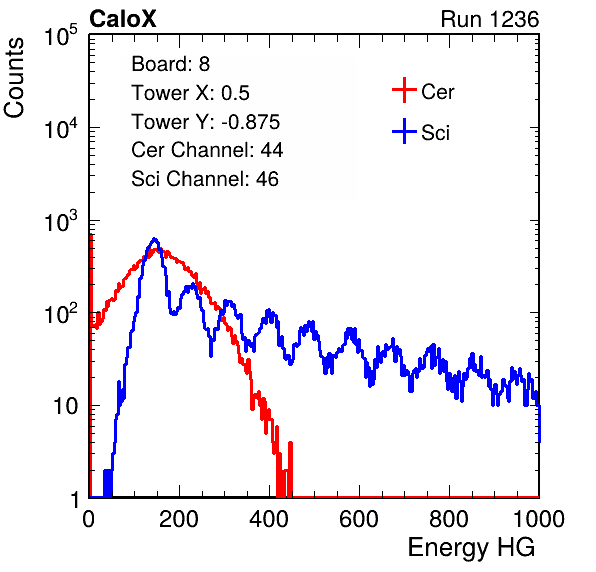 CaloX Run 1236
Counts
Board: 8
Tower X: 0.5
Tower Y: -0.875
Cer Channel: 44
Sci Channel: 46
Cer
Sci
10^5
10^4
10^3
10^2
10
1
0 200 400 600 800 1000
Energy HG